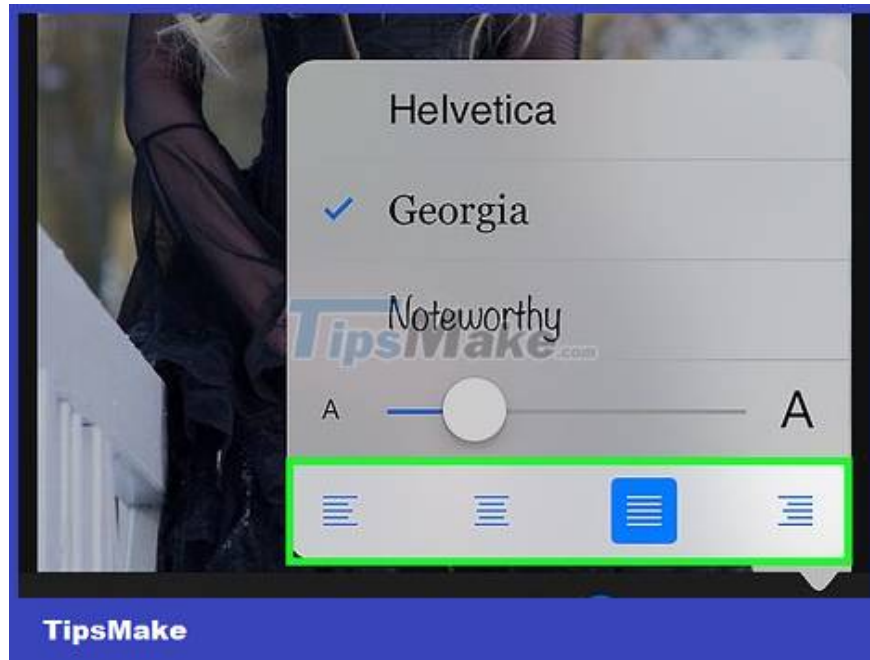 Helvetica
Georgia
Noteworthy
TipsMake.com
A A
TipsMake